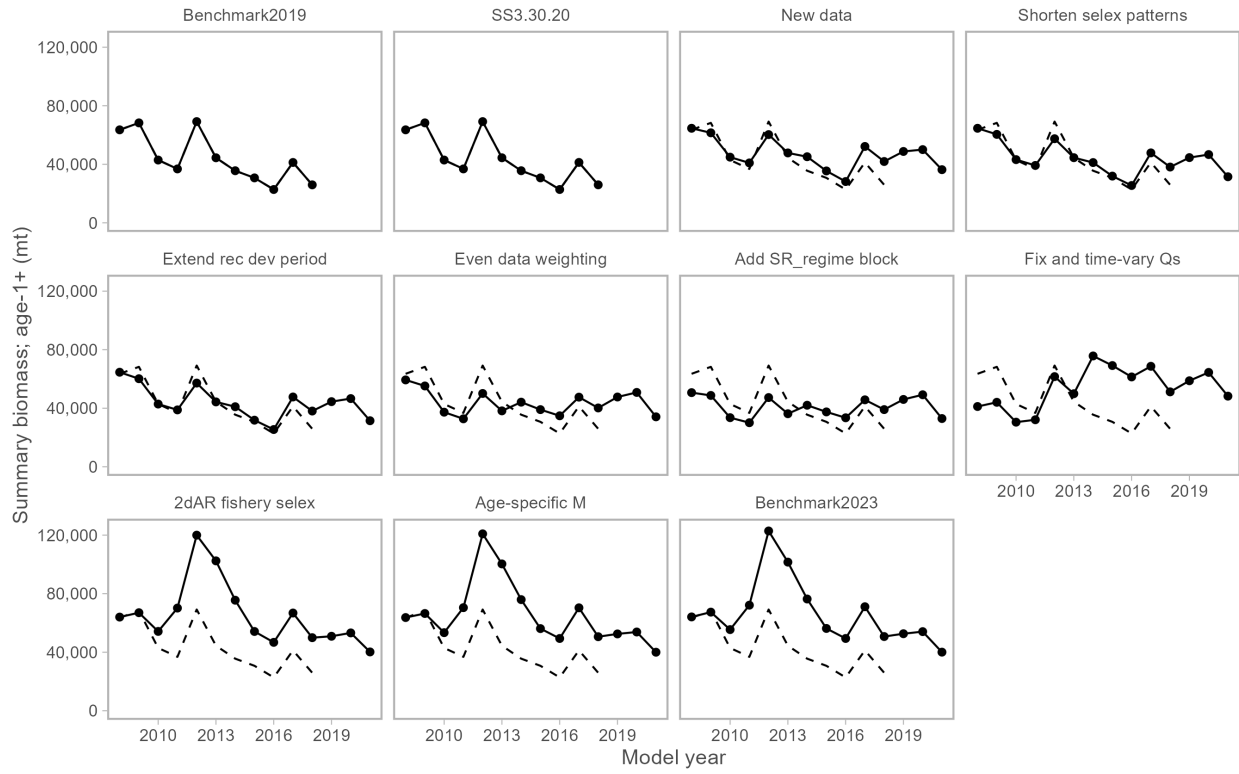 Benchmark2019
SS3.30.20
New data
Shorten selex patterns
120,000
80,000
40,000
0
Extend rec dev period
Even data weighting
Add SR_regime block
Fix and time-vary Qs
120,000
80,000
40,000
0
2010 2013 2016 2019
2dAR fishery selex
Age-specific M
Benchmark2023
120,000
80,000
40,000
0
2010 2013 2016 2019
2010 2013 2016 2019
2010 2013 2016 2019
Model year
Summary biomass; age-1+ (mt)